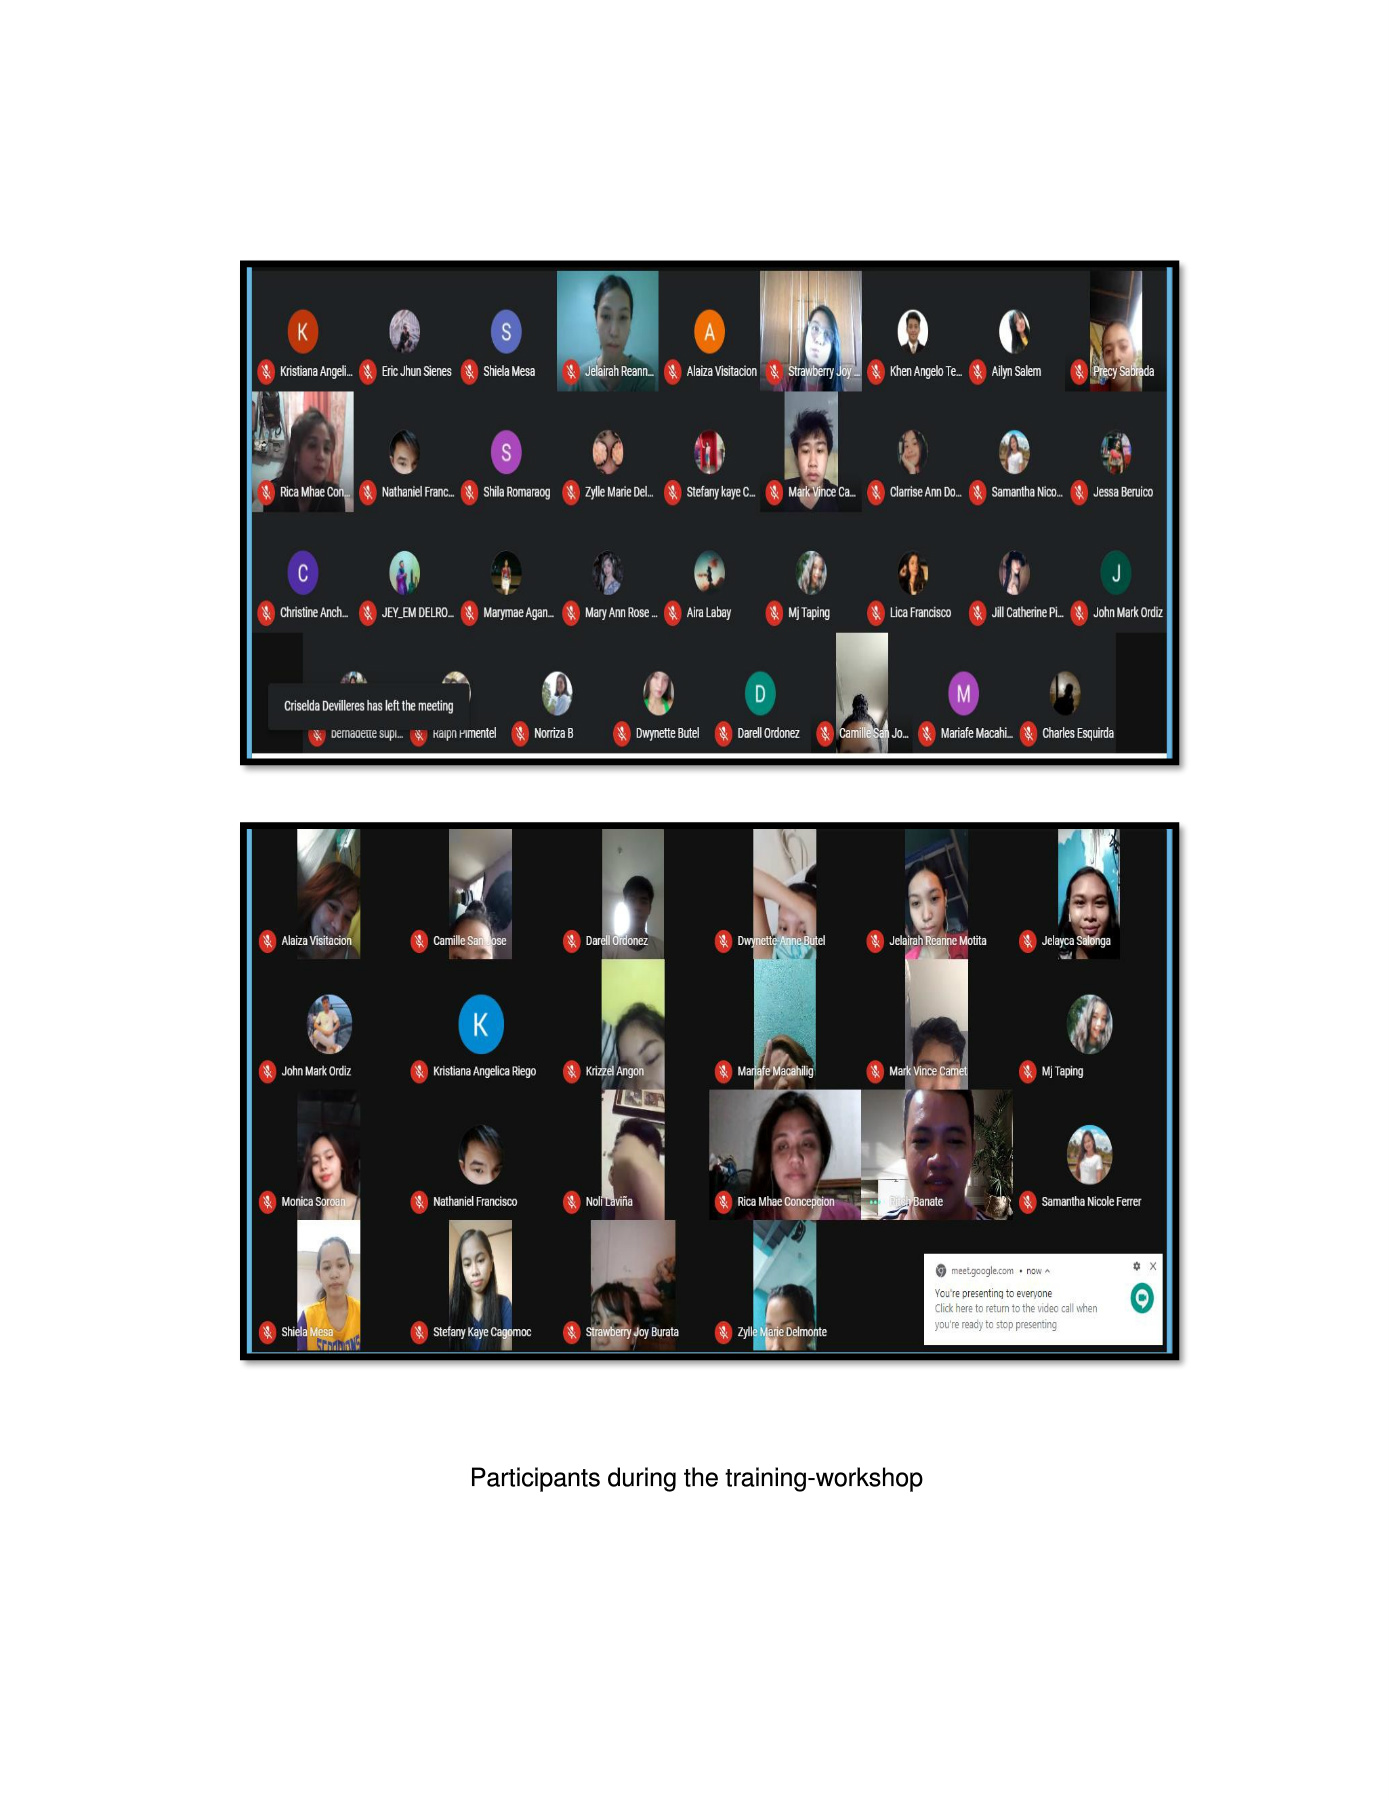 K S A
Kristiana Angeli... Eric Jhun Sienes Shiela Mesa Jelairah Reann... Alaiza Visitacion Strawberry Joy ... Khen Angelo Te... Ailyn Salem Precy Sabrada
S
Rica Mhae Con... Nathaniel Franc... Shila Romaraog Zylle Marie Del... Stefany kaye C... Mark Vince Ca... Clarrise Ann Do... Samantha Nico... Jessa Beruico
C J
Christine Anch... JEY_EM DELRO... Marymae Agan... Mary Ann Rose ... Aira Labay Mj Taping Lica Francisco Jill Catherine Pi... John Mark Ordiz
D M
Criselda Devilleres has left the meeting
bernadette supi... Ralph Pimentel Norriza B Dwynette Butel Darell Ordonez Camille San Jo... Mariafe Macahi... Charles Esquirda
Alaiza Visitacion Camille San Jose Darell Ordonez Dwynette Anne Butel Jelairah Reanne Motita Jelayca Salonga
K
John Mark Ordiz Kristiana Angelica Riego Krizzel Angon Mariafe Macahilig Mark Vince Camet Mj Taping
Monica Soroan Nathaniel Francisco Noli Laviña Rica Mhae Concepcion Banate Samantha Nicole Ferrer
SCORPIONS
Shiela Mesa Stefany Kaye Cagomoc Strawberry Joy Burata Zylle Marie Delmonte
meet.google.com • now
You're presenting to everyone
Click here to return to the video call when
you're ready to stop presenting
Participants during the training-workshop